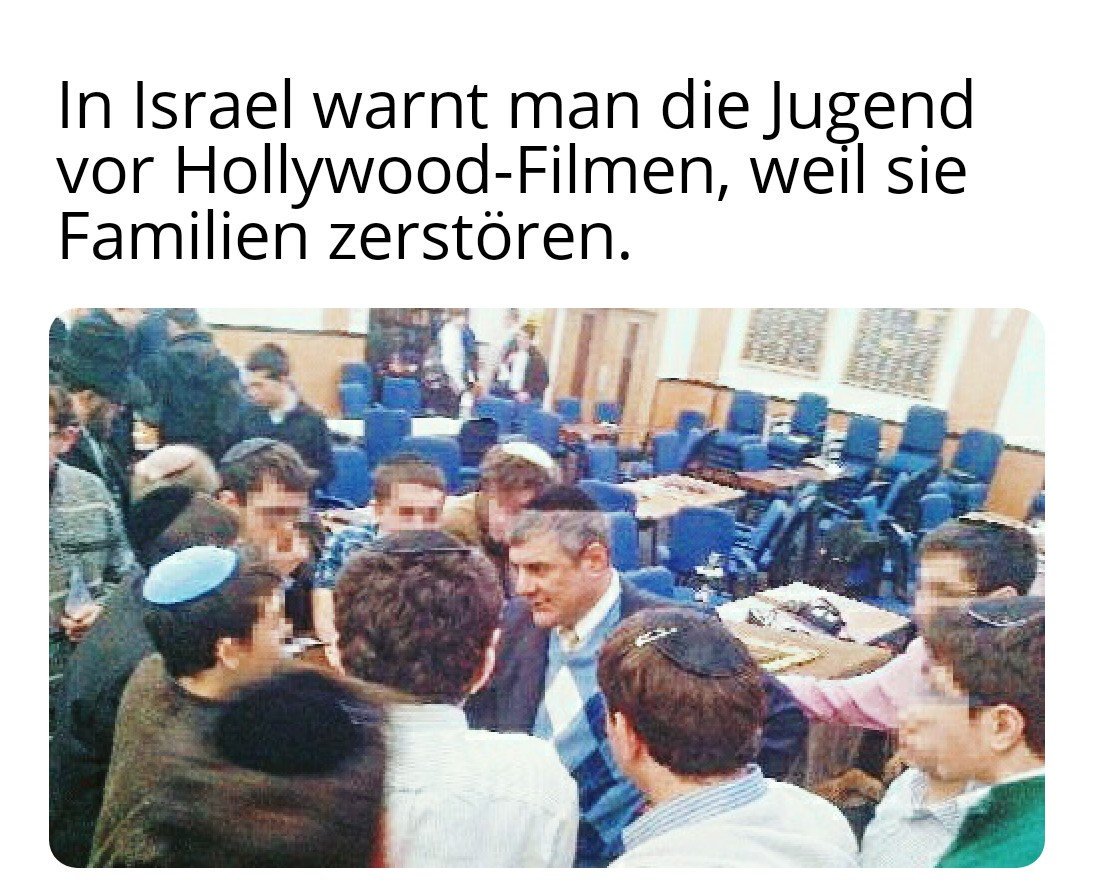 In Israel warnt man die Jugend
vor Hollywood-Filmen, weil sie
Familien zerstören.